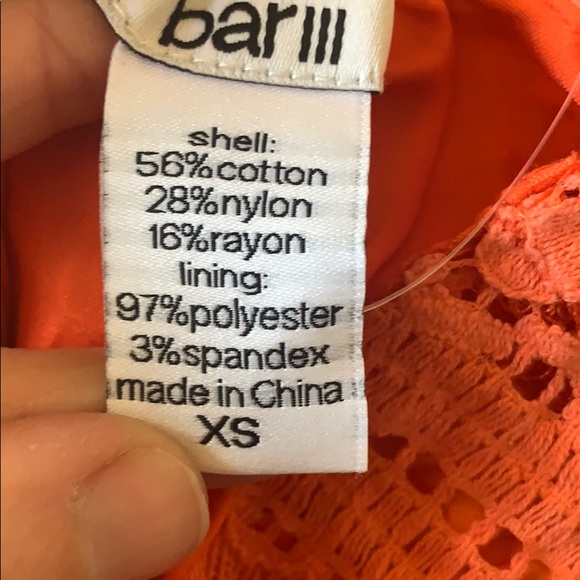 bar III
shell:
56%cotton
28%nylon
16%rayon
lining:
97%polyester
3%spandex
made in China
XS